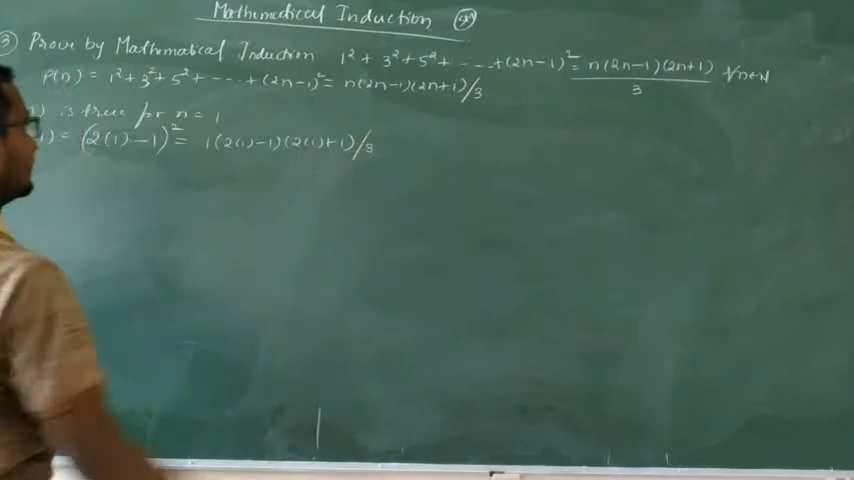 Mathematical Induction
③ Prove by Mathematical Induction 1² + 3² + 5² + ---- + (2n-1)² = n(2n-1)(2n+1) / 3 ∀n∈N
P(n) = 1² + 3² + 5² + ---- + (2n-1)² = n(2n-1)(2n+1)/3
is true for n = 1
1) = (2(1)-1)² = 1(2(1)-1)(2(1)+1)/3